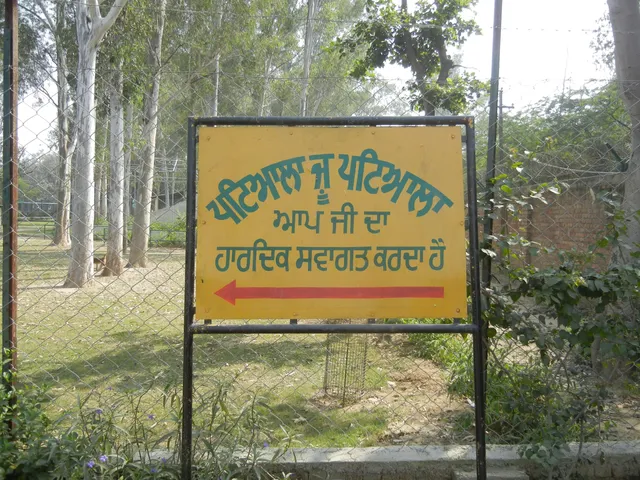 ਪਟਿਆਲਾ ਜੂ ਪਟਿਆਲਾ
ਆਪ ਜੀ ਦਾ
ਹਾਰਦਿਕ ਸਵਾਗਤ ਕਰਦਾ ਹੈ